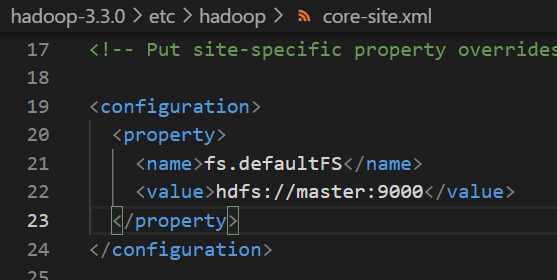 hadoop-3.3.0 > etc > hadoop > core-site.xml
17 <!-- Put site-specific property overrides
18
19 <configuration>
20 <property>
21 <name>fs.defaultFS</name>
22 <value>hdfs://master:9000</value>
23 </property>
24 </configuration>
25